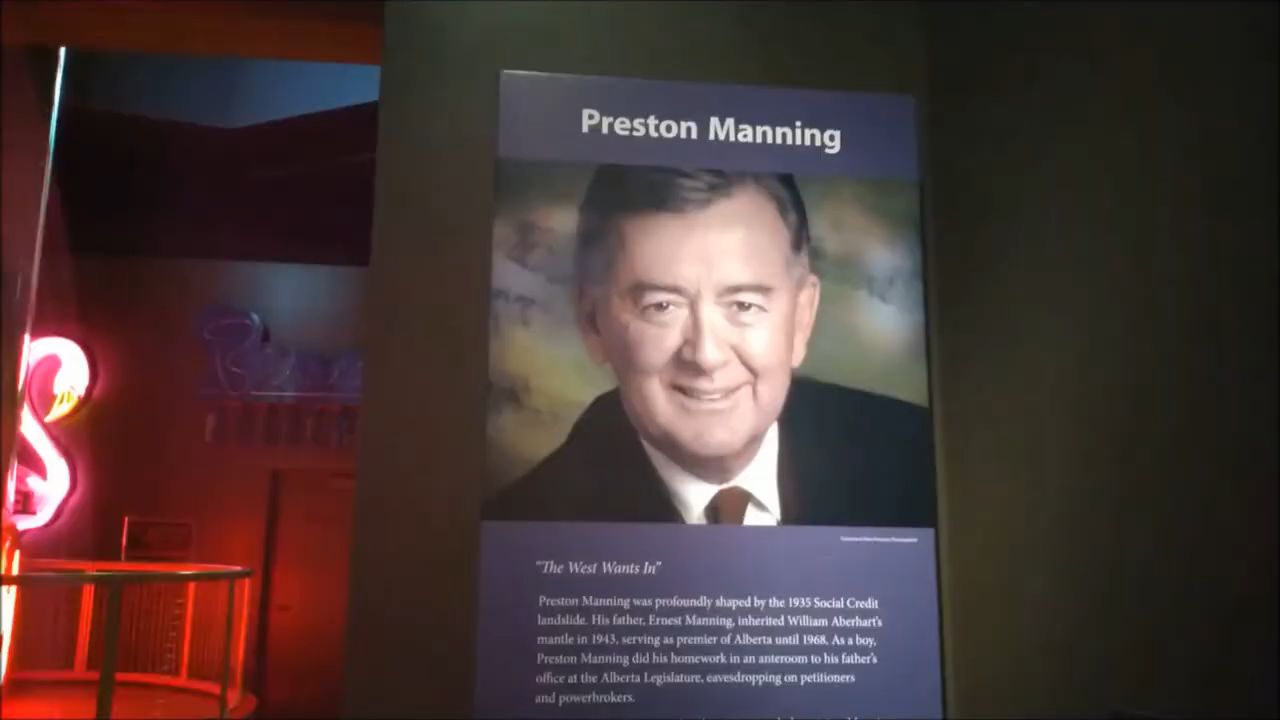 Preston Manning
"The West Wants In"
Preston Manning was profoundly shaped by the 1935 Social Credit
landslide. His father, Ernest Manning, inherited William Aberhart's
mantle in 1943, serving as premier of Alberta until 1968. As a boy,
Preston Manning did his homework in an anteroom to his father's
office at the Alberta Legislature, eavesdropping on petitioners
and powerbrokers.